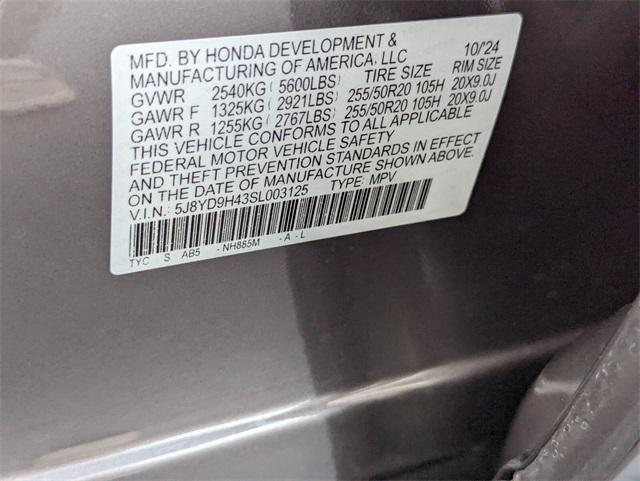 MFD. BY HONDA DEVELOPMENT & 10/'24
MANUFACTURING OF AMERICA, LLC
TIRE SIZE RIM SIZE
GVWR 2540KG( 5600LBS)
GAWR F 1325KG( 2921LBS) 255/50R20 105H 20X9.0J
GAWR R 1255KG( 2767LBS) 255/50R20 105H 20X9.0J
THIS VEHICLE CONFORMS TO ALL APPLICABLE
FEDERAL MOTOR VEHICLE SAFETY
AND THEFT PREVENTION STANDARDS IN EFFECT
ON THE DATE OF MANUFACTURE SHOWN ABOVE.
V.I.N.: 5J8YD9H43SL003125 TYPE: MPV
TYC S AB5 -NH885M -A -L